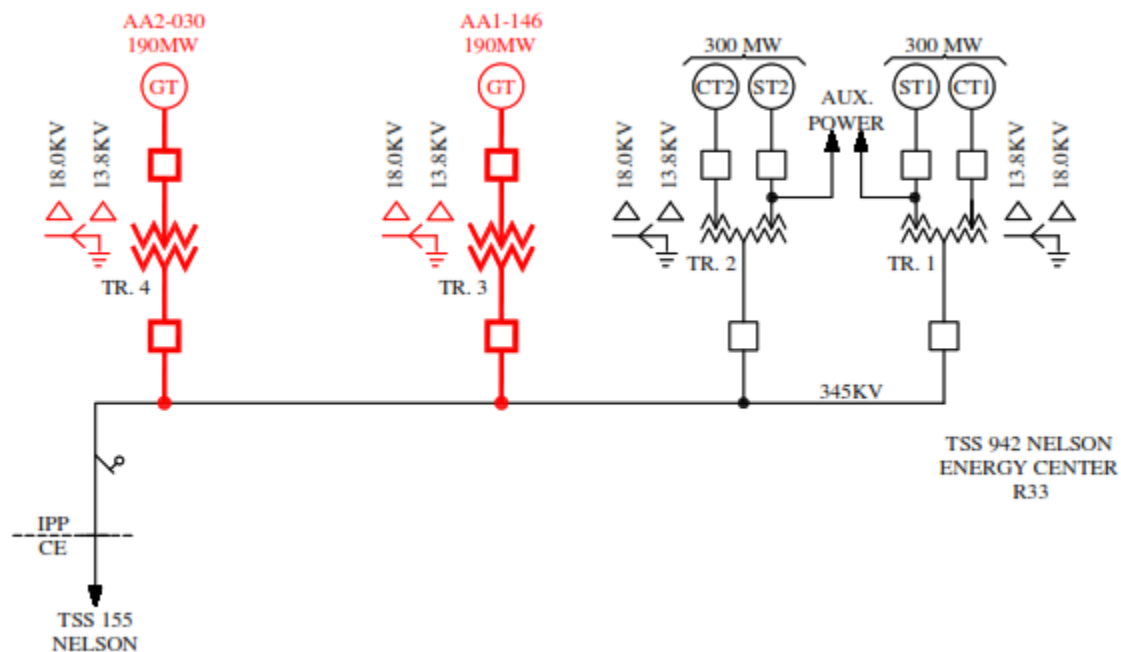 AA2-030
190MW
GT
18.0KV
13.8KV
TR. 4
AA1-146
190MW
GT
18.0KV
13.8KV
TR. 3
300 MW
CT2
ST2
18.0KV
13.8KV
TR. 2
AUX.
POWER
300 MW
ST1
CT1
13.8KV
18.0KV
TR. 1
345KV
TSS 942 NELSON
ENERGY CENTER
R33
IPP
CE
TSS 155
NELSON